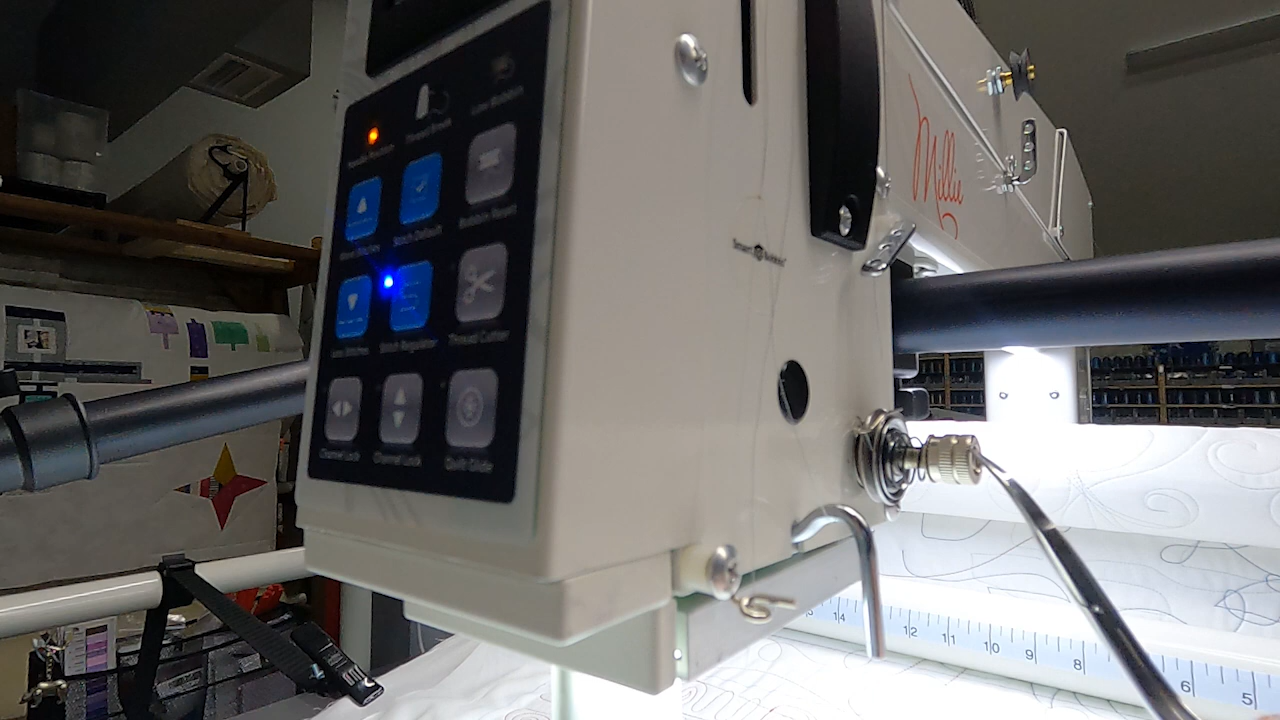 Needle Position
Thread Break
Low Bobbin
More Stitches
Stitch Default
Bobbin Reset
Less Stitches
Stitch Regulator
Thread Cutter
Channel Lock
Channel Lock
Quilt Glide
Millie
14
12
11
10
9
8
6
5